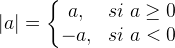 |a| = { a, si a ≥ 0
−a, si a < 0